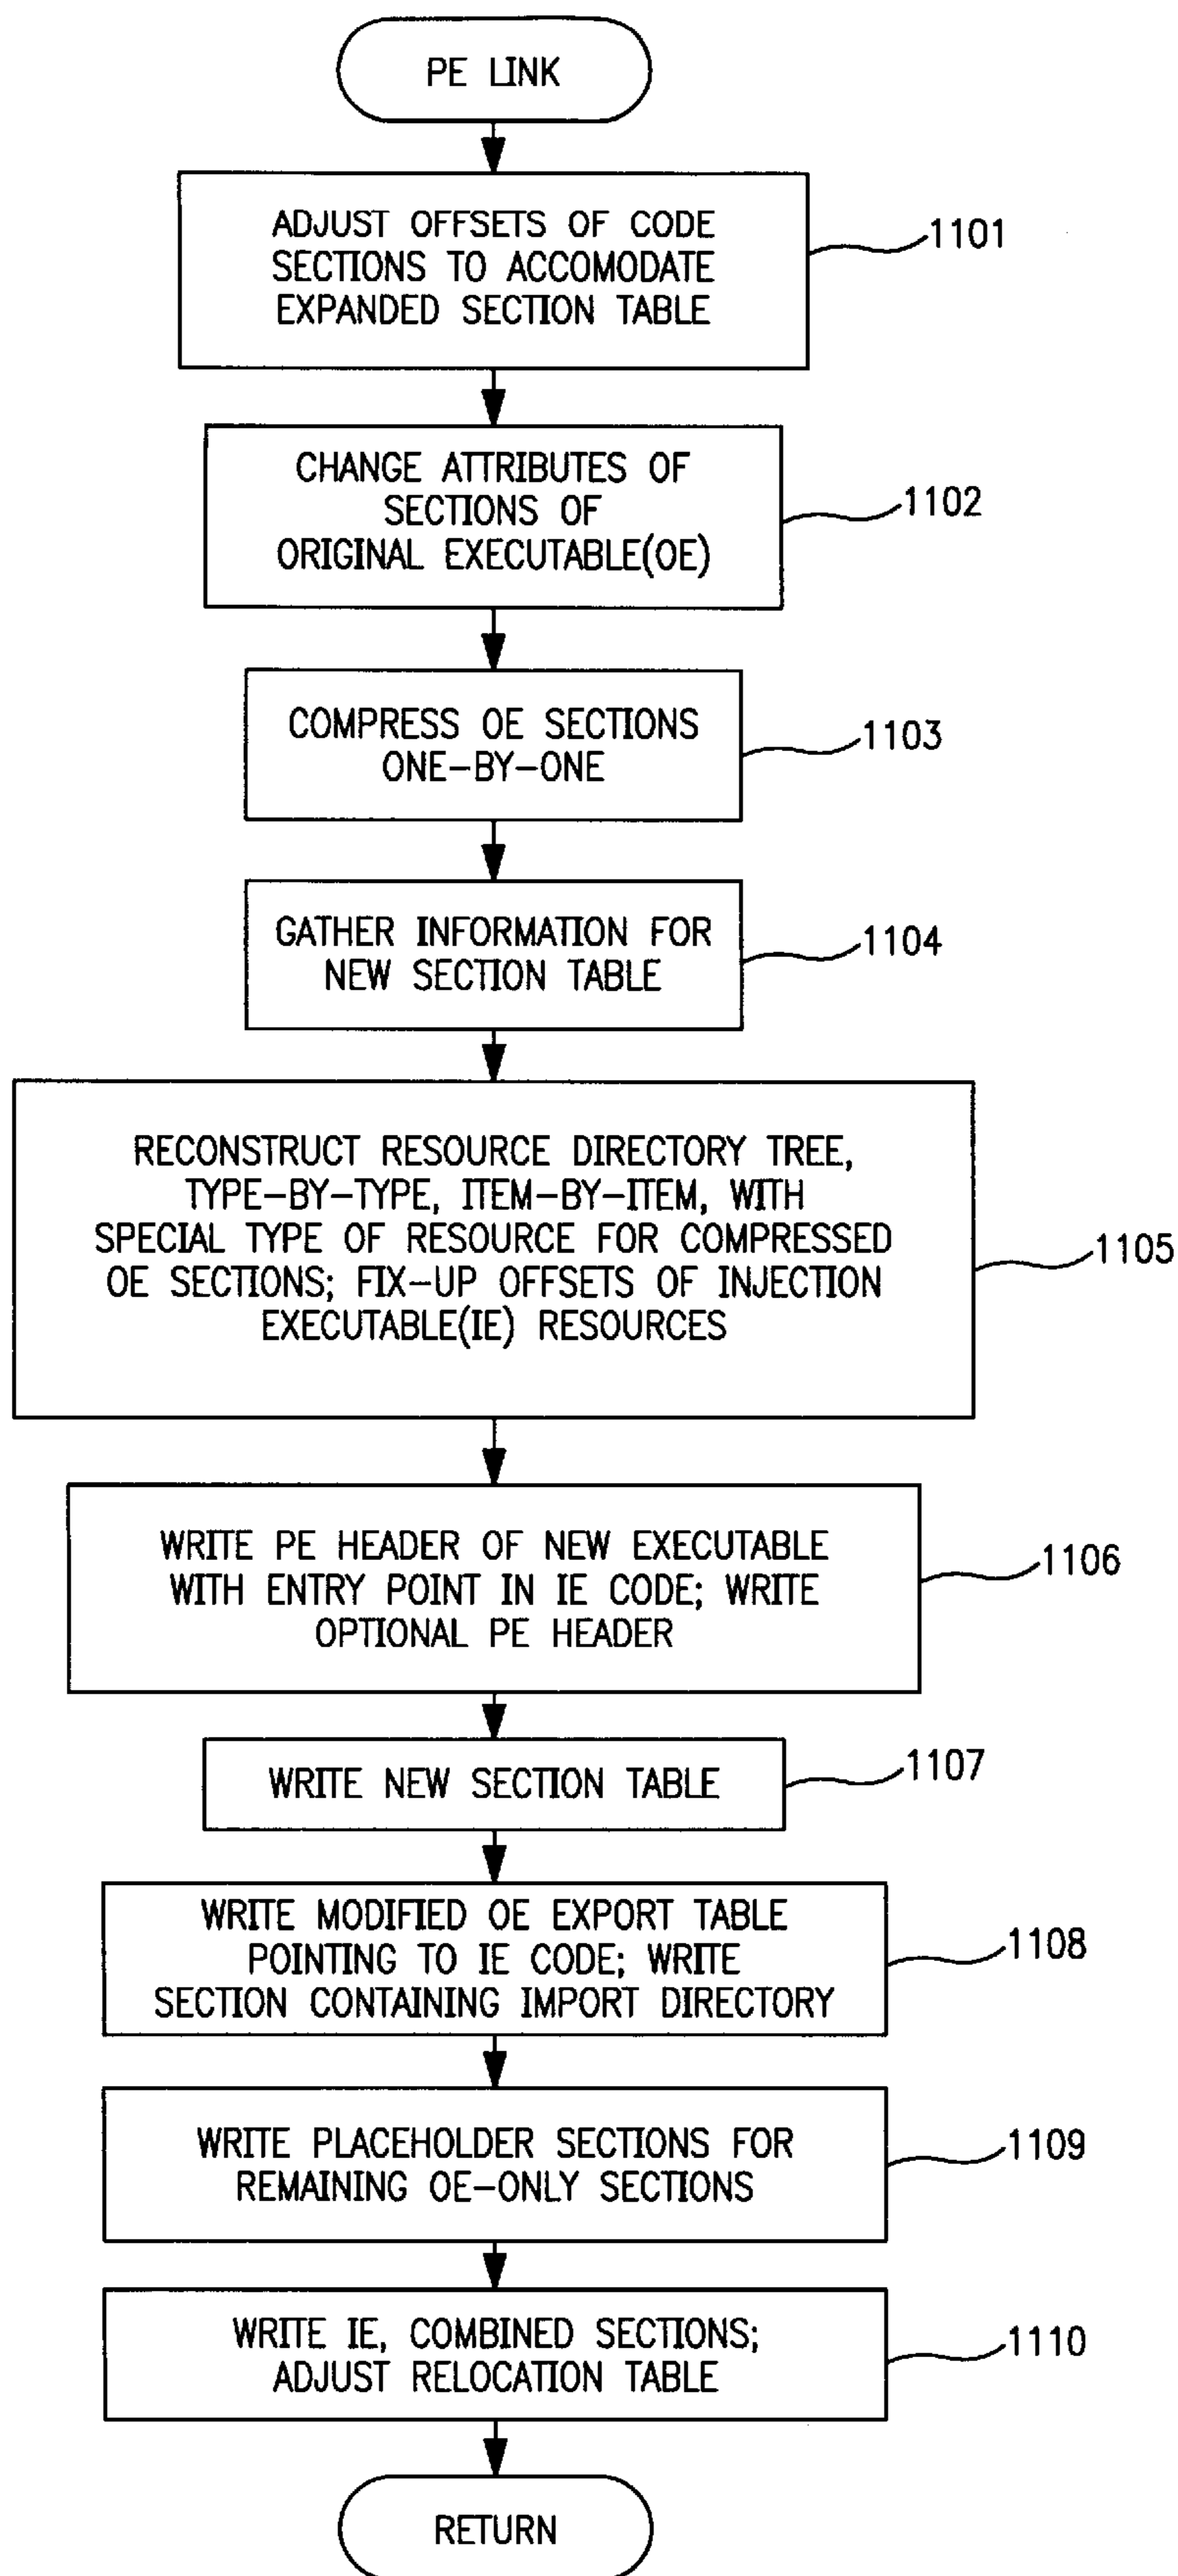 PE LINK
ADJUST OFFSETS OF CODE
SECTIONS TO ACCOMODATE
EXPANDED SECTION TABLE
1101
CHANGE ATTRIBUTES OF
SECTIONS OF
ORIGINAL EXECUTABLE(OE)
1102
COMPRESS OE SECTIONS
ONE-BY-ONE
1103
GATHER INFORMATION FOR
NEW SECTION TABLE
1104
RECONSTRUCT RESOURCE DIRECTORY TREE,
TYPE-BY-TYPE, ITEM-BY-ITEM, WITH
SPECIAL TYPE OF RESOURCE FOR COMPRESSED
OE SECTIONS; FIX-UP OFFSETS OF INJECTION
EXECUTABLE(IE) RESOURCES
1105
WRITE PE HEADER OF NEW EXECUTABLE
WITH ENTRY POINT IN IE CODE; WRITE
OPTIONAL PE HEADER
1106
WRITE NEW SECTION TABLE
1107
WRITE MODIFIED OE EXPORT TABLE
POINTING TO IE CODE; WRITE
SECTION CONTAINING IMPORT DIRECTORY
1108
WRITE PLACEHOLDER SECTIONS FOR
REMAINING OE-ONLY SECTIONS
1109
WRITE IE, COMBINED SECTIONS;
ADJUST RELOCATION TABLE
1110
RETURN